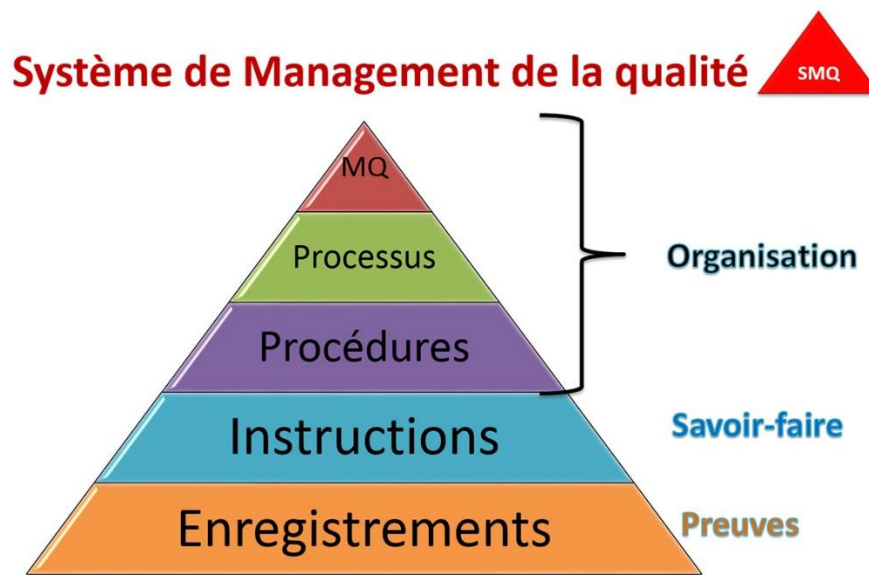 Système de Management de la qualité
SMQ
MQ
Processus
Procédures
Instructions
Enregistrements
Organisation
Savoir-faire
Preuves